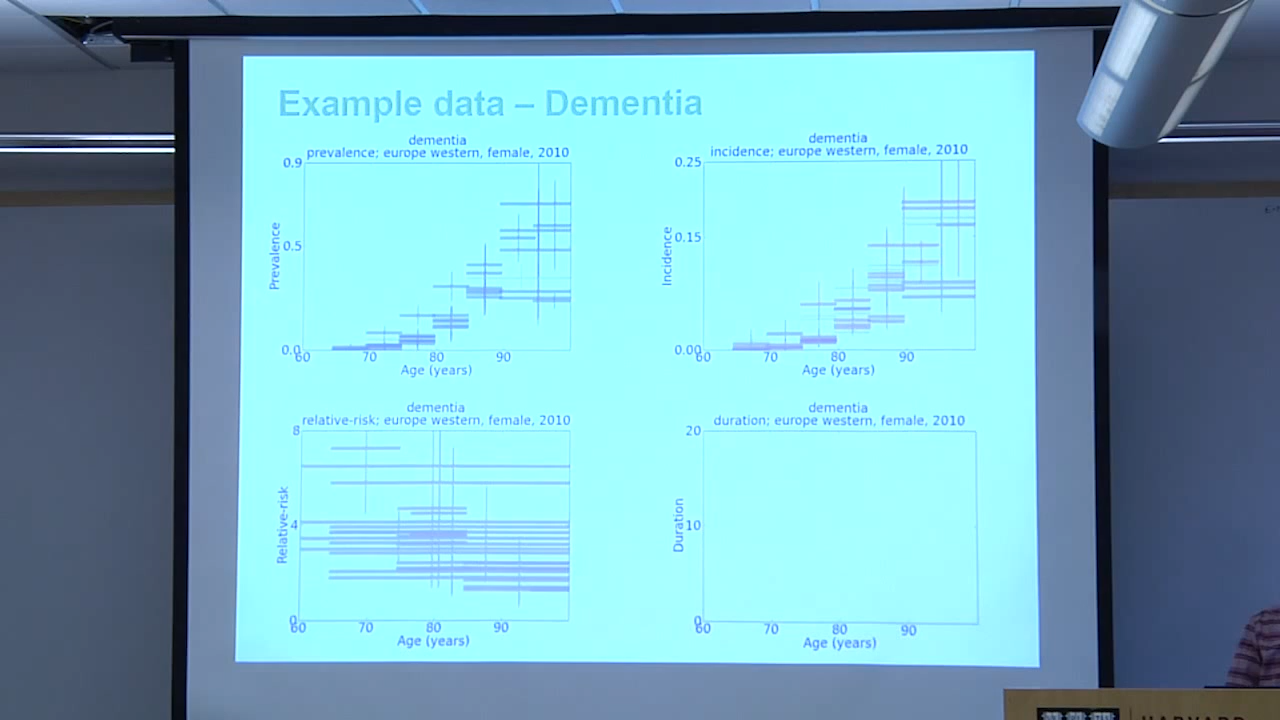 Example data – Dementia
dementia
prevalence; europe western, female, 2010
0.9
0.5
0.0
Prevalence
60 70 80 90
Age (years)
dementia
incidence; europe western, female, 2010
0.25
0.15
0.00
Incidence
60 70 80 90
Age (years)
dementia
relative-risk; europe western, female, 2010
8
4
0
Relative-risk
60 70 80 90
Age (years)
dementia
duration; europe western, female, 2010
20
10
0
Duration
60 70 80 90
Age (years)